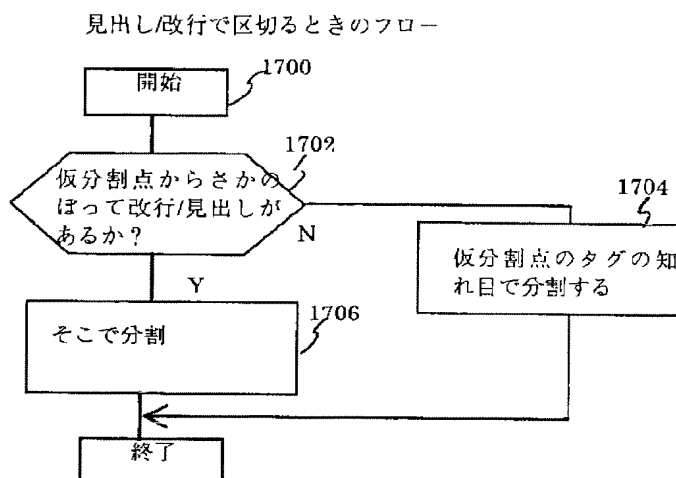 見出し/改行で区切るときのフロー
開始
1700
1702
仮分割点からさかの
ぼって改行/見出しが
あるか?
N
Y
1704
仮分割点のタグの知
れ目で分割する
1706
そこで分割
終了